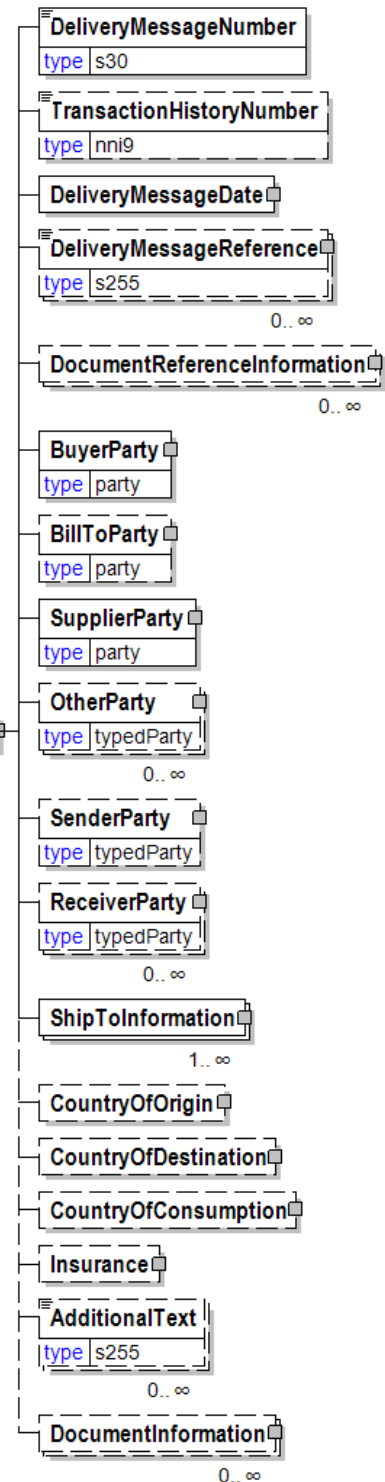 DeliveryMessageNumber
type s30
TransactionHistoryNumber
type nni9
DeliveryMessageDate
DeliveryMessageReference
type s255
0.. ∞
DocumentReferenceInformation
0.. ∞
BuyerParty
type party
BillToParty
type party
SupplierParty
type party
OtherParty
type typedParty
0.. ∞
SenderParty
type typedParty
ReceiverParty
type typedParty
0.. ∞
ShipToInformation
1.. ∞
CountryOfOrigin
CountryOfDestination
CountryOfConsumption
Insurance
AdditionalText
type s255
0.. ∞
DocumentInformation
0.. ∞